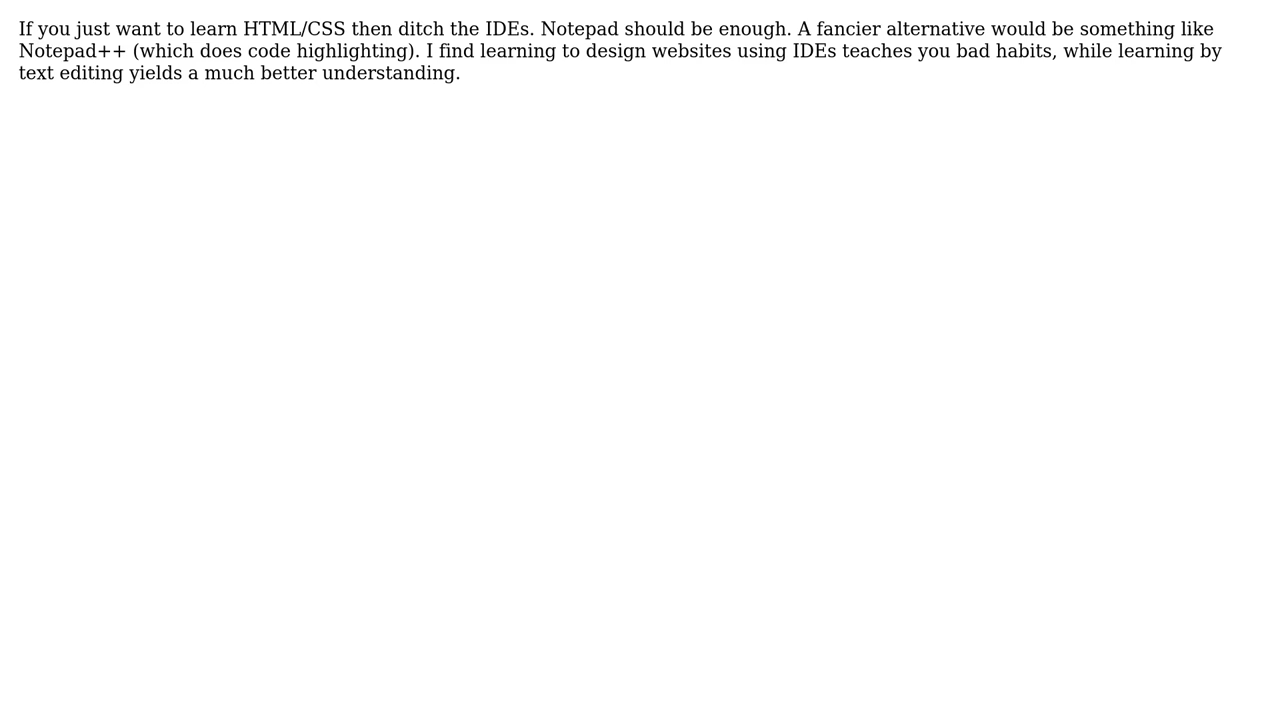 If you just want to learn HTML/CSS then ditch the IDEs. Notepad should be enough. A fancier alternative would be something like
Notepad++ (which does code highlighting). I find learning to design websites using IDEs teaches you bad habits, while learning by
text editing yields a much better understanding.